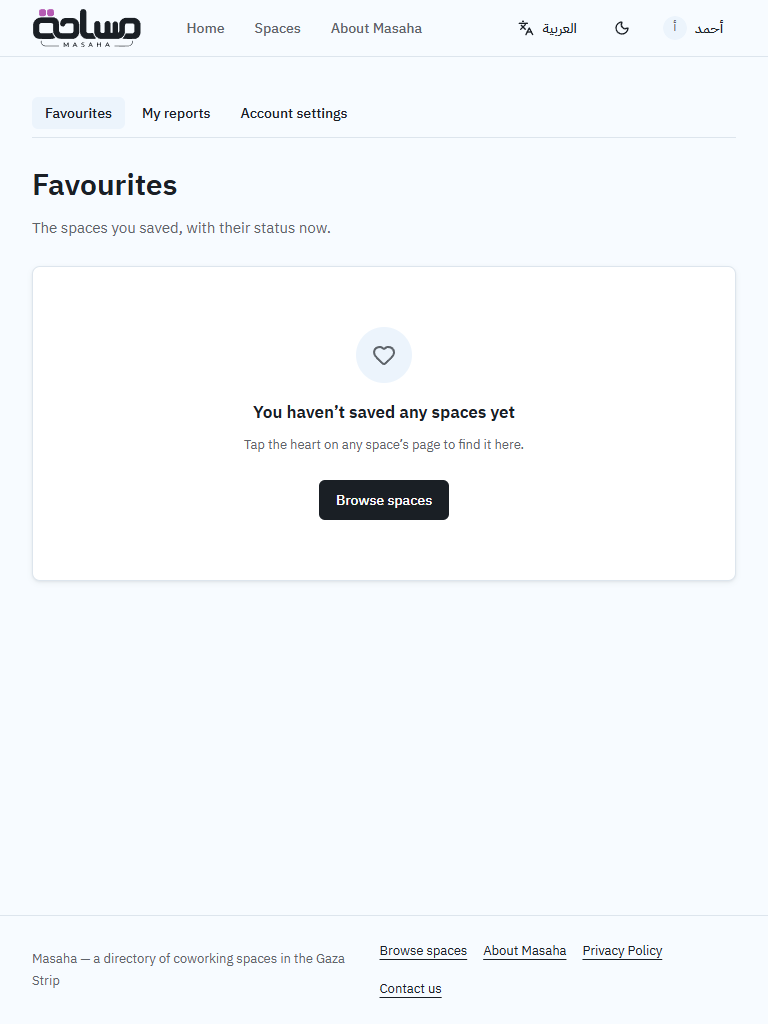 مساحة
MASAHA
Home
Spaces
About Masaha
العربية
أ
أحمد
Favourites
My reports
Account settings
Favourites
The spaces you saved, with their status now.
You haven’t saved any spaces yet
Tap the heart on any space’s page to find it here.
Browse spaces
Masaha — a directory of coworking spaces in the Gaza
Strip
Browse spaces
About Masaha
Privacy Policy
Contact us